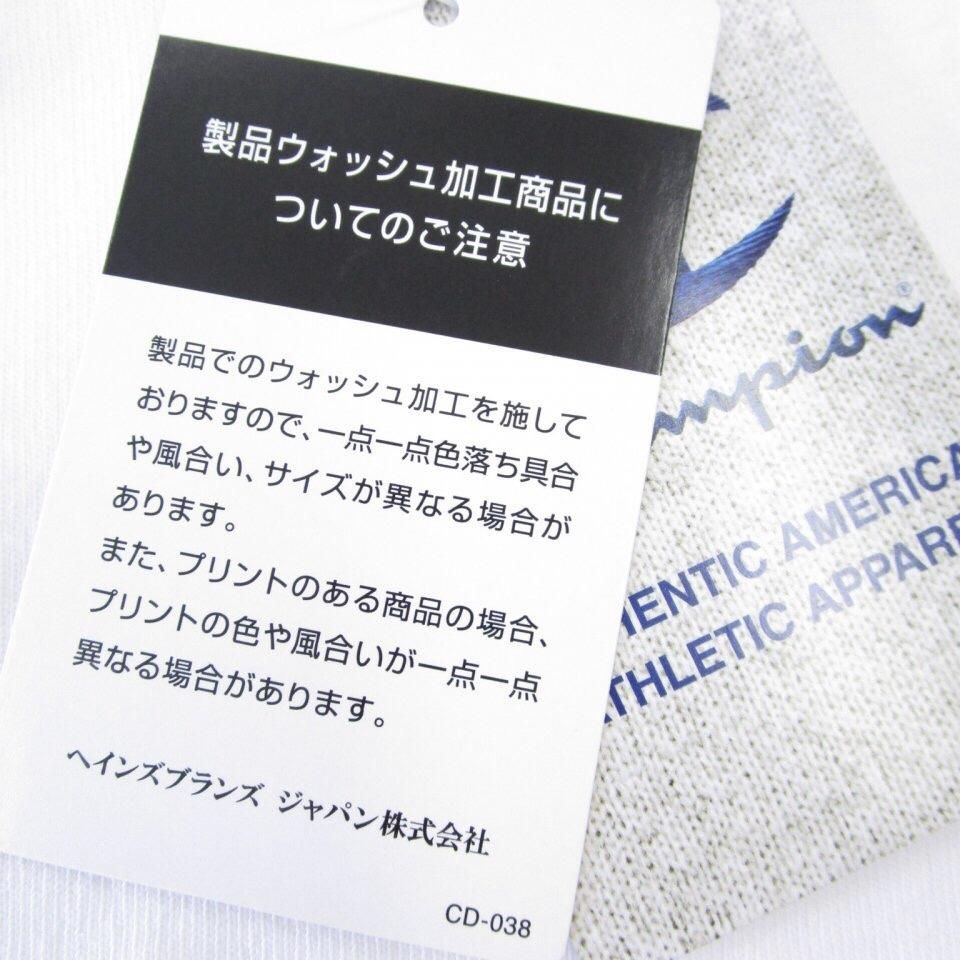 製品ウォッシュ加工商品に
ついてのご注意
製品でのウォッシュ加工を施して
おりますので、一点一点色落ち具合
や風合い、サイズが異なる場合が
あります。
また、プリントのある商品の場合、
プリントの色や風合いが一点一点
異なる場合があります。
ヘインズブランズ ジャパン株式会社
CD-038
mpion®
HENTIC AMERICA
ATHLETIC APPARE